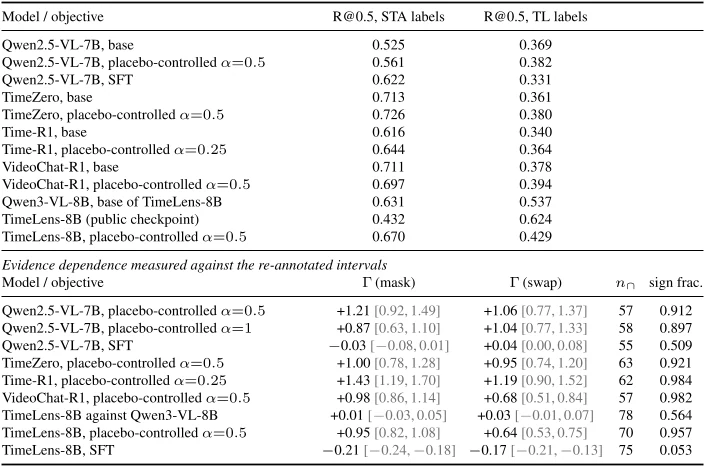 Model / objective R@0.5, STA labels R@0.5, TL labels
Qwen2.5-VL-7B, base 0.525 0.369
Qwen2.5-VL-7B, placebo-controlled α=0.5 0.561 0.382
Qwen2.5-VL-7B, SFT 0.622 0.331
TimeZero, base 0.713 0.361
TimeZero, placebo-controlled α=0.5 0.726 0.380
Time-R1, base 0.616 0.340
Time-R1, placebo-controlled α=0.25 0.644 0.364
VideoChat-R1, base 0.711 0.378
VideoChat-R1, placebo-controlled α=0.5 0.697 0.394
Qwen3-VL-8B, base of TimeLens-8B 0.631 0.537
TimeLens-8B (public checkpoint) 0.432 0.624
TimeLens-8B, placebo-controlled α=0.5 0.670 0.429
Evidence dependence measured against the re-annotated intervals
Model / objective Γ (mask) Γ (swap) n∩ sign frac.
Qwen2.5-VL-7B, placebo-controlled α=0.5 +1.21 [0.92, 1.49] +1.06 [0.77, 1.37] 57 0.912
Qwen2.5-VL-7B, placebo-controlled α=1 +0.87 [0.63, 1.10] +1.04 [0.77, 1.33] 58 0.897
Qwen2.5-VL-7B, SFT −0.03 [−0.08, 0.01] +0.04 [0.00, 0.08] 55 0.509
TimeZero, placebo-controlled α=0.5 +1.00 [0.78, 1.28] +0.95 [0.74, 1.20] 63 0.921
Time-R1, placebo-controlled α=0.25 +1.43 [1.19, 1.70] +1.19 [0.90, 1.52] 62 0.984
VideoChat-R1, placebo-controlled α=0.5 +0.98 [0.86, 1.14] +0.68 [0.51, 0.84] 57 0.982
TimeLens-8B against Qwen3-VL-8B +0.01 [−0.03, 0.05] +0.03 [−0.01, 0.07] 78 0.564
TimeLens-8B, placebo-controlled α=0.5 +0.95 [0.82, 1.08] +0.64 [0.53, 0.75] 70 0.957
TimeLens-8B, SFT −0.21 [−0.24, −0.18] −0.17 [−0.21, −0.13] 75 0.053